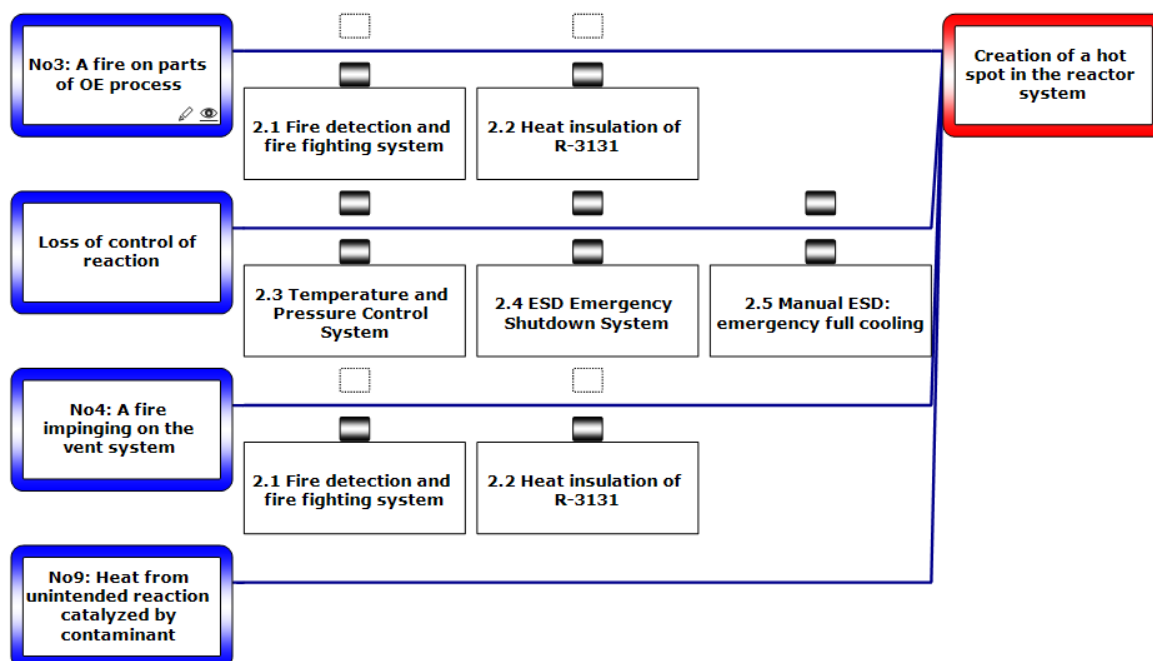 No3: A fire on parts
of OE process
Creation of a hot
spot in the reactor
system
2.1 Fire detection and
fire fighting system
2.2 Heat insulation of
R-3131
Loss of control of
reaction
2.3 Temperature and
Pressure Control
System
2.4 ESD Emergency
Shutdown System
2.5 Manual ESD:
emergency full cooling
No4: A fire
impinging on the
vent system
2.1 Fire detection and
fire fighting system
2.2 Heat insulation of
R-3131
No9: Heat from
unintended reaction
catalyzed by
contaminant